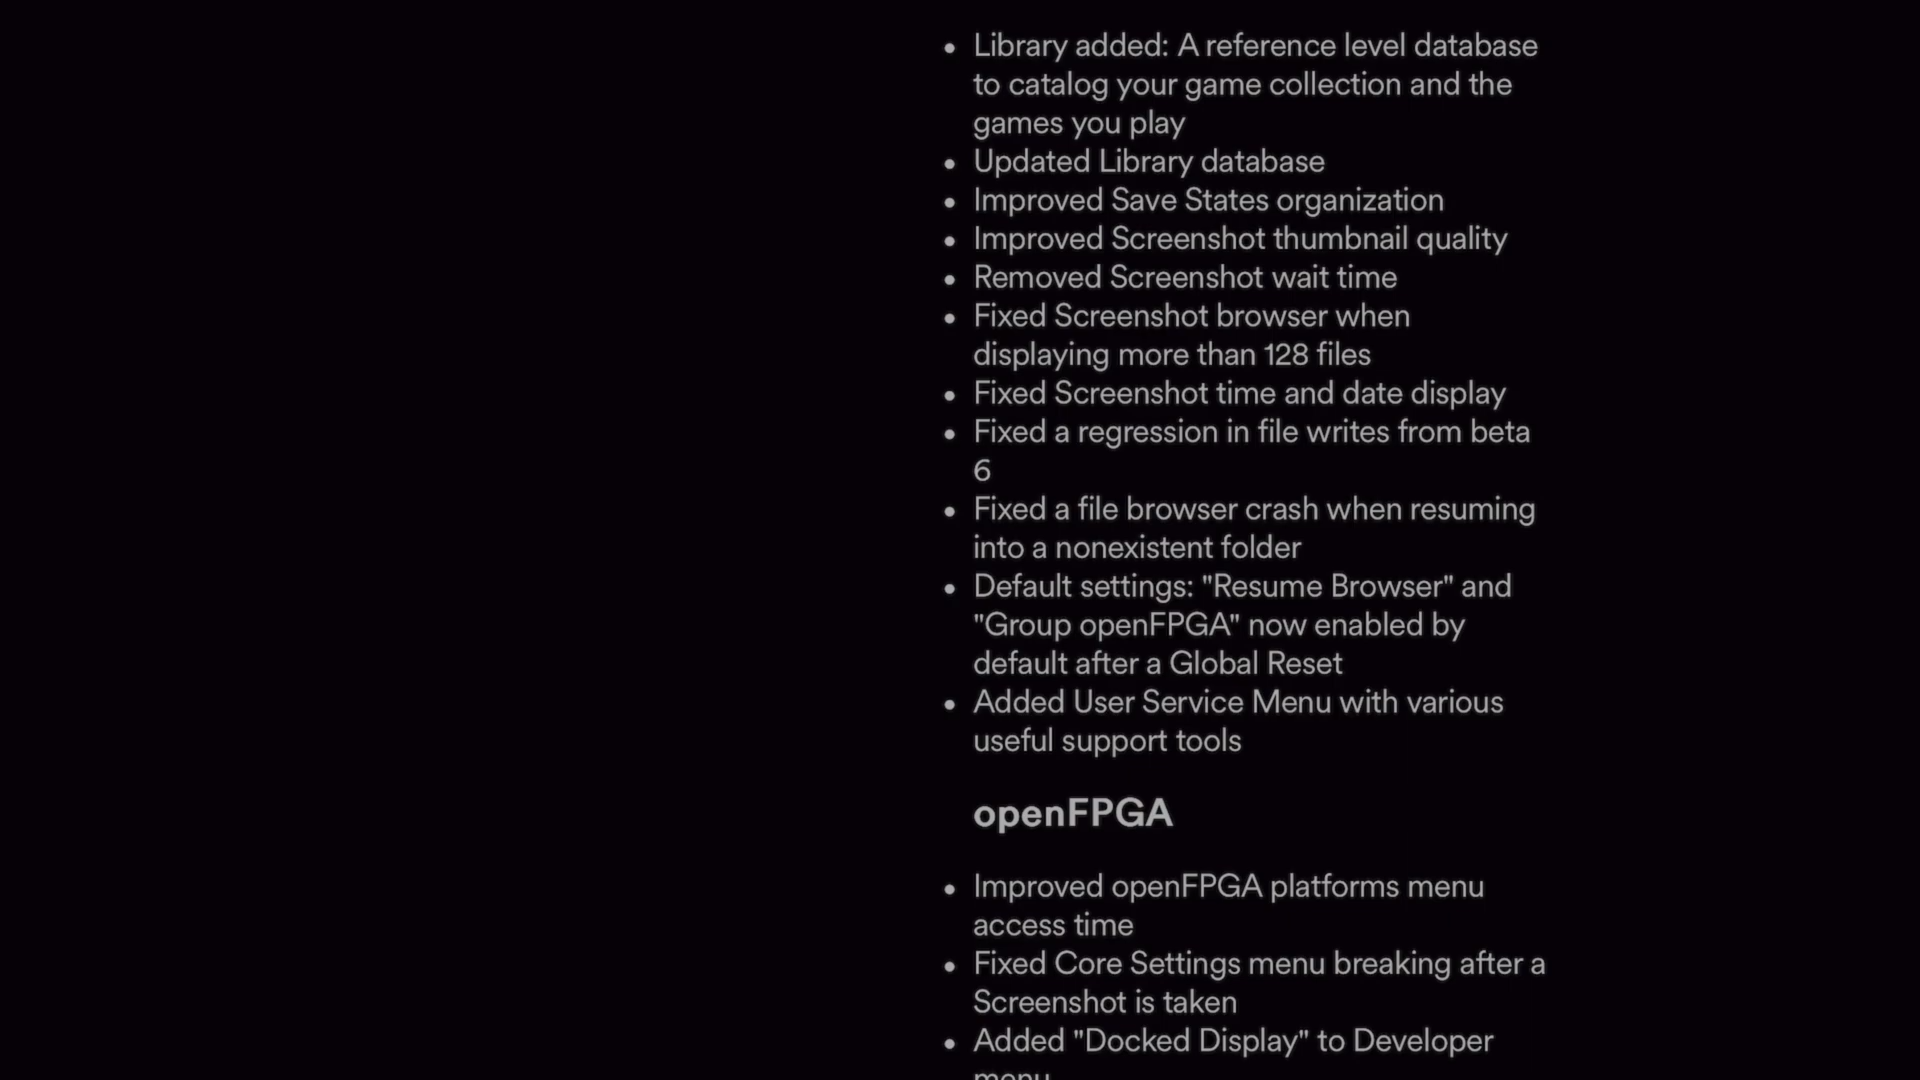 • Library added: A reference level database
to catalog your game collection and the
games you play
• Updated Library database
• Improved Save States organization
• Improved Screenshot thumbnail quality
• Removed Screenshot wait time
• Fixed Screenshot browser when
displaying more than 128 files
• Fixed Screenshot time and date display
• Fixed a regression in file writes from beta
6
• Fixed a file browser crash when resuming
into a nonexistent folder
• Default settings: "Resume Browser" and
"Group openFPGA" now enabled by
default after a Global Reset
• Added User Service Menu with various
useful support tools
openFPGA
• Improved openFPGA platforms menu
access time
• Fixed Core Settings menu breaking after a
Screenshot is taken
• Added "Docked Display" to Developer
menu